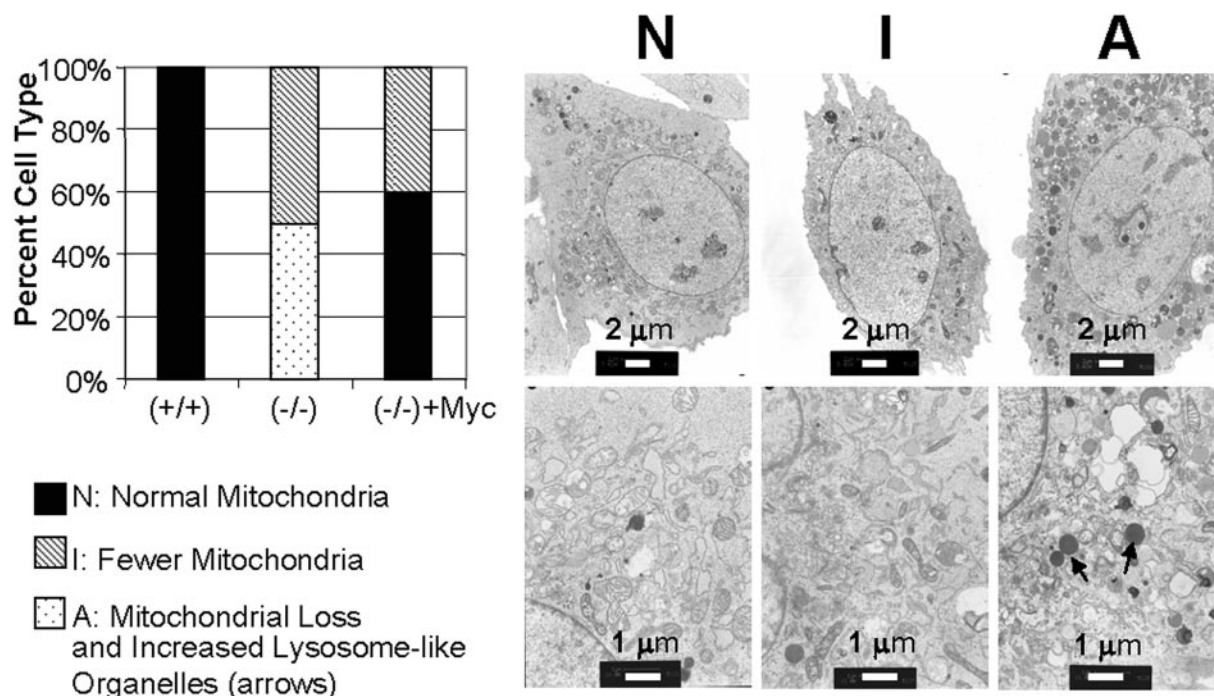 Percent Cell Type
100%
80%
60%
40%
20%
0%
(+/+) (-/-) (-/-)+Myc
N: Normal Mitochondria
I: Fewer Mitochondria
A: Mitochondrial Loss
and Increased Lysosome-like
Organelles (arrows)
N I A
2 μm 2 μm 2 μm
1 μm 1 μm 1 μm